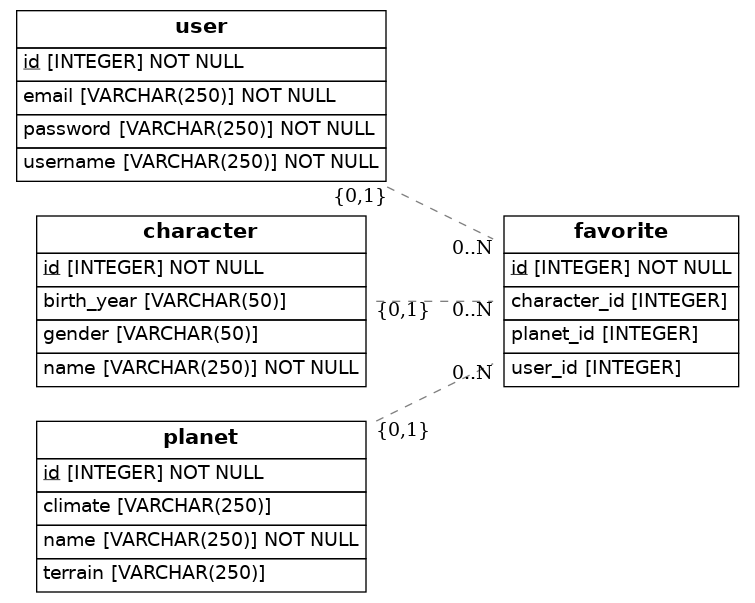 user
id [INTEGER] NOT NULL
email [VARCHAR(250)] NOT NULL
password [VARCHAR(250)] NOT NULL
username [VARCHAR(250)] NOT NULL
{0,1}
0..N
character
id [INTEGER] NOT NULL
birth_year [VARCHAR(50)]
gender [VARCHAR(50)]
name [VARCHAR(250)] NOT NULL
{0,1}
0..N
favorite
id [INTEGER] NOT NULL
character_id [INTEGER]
planet_id [INTEGER]
user_id [INTEGER]
0..N
{0,1}
planet
id [INTEGER] NOT NULL
climate [VARCHAR(250)]
name [VARCHAR(250)] NOT NULL
terrain [VARCHAR(250)]